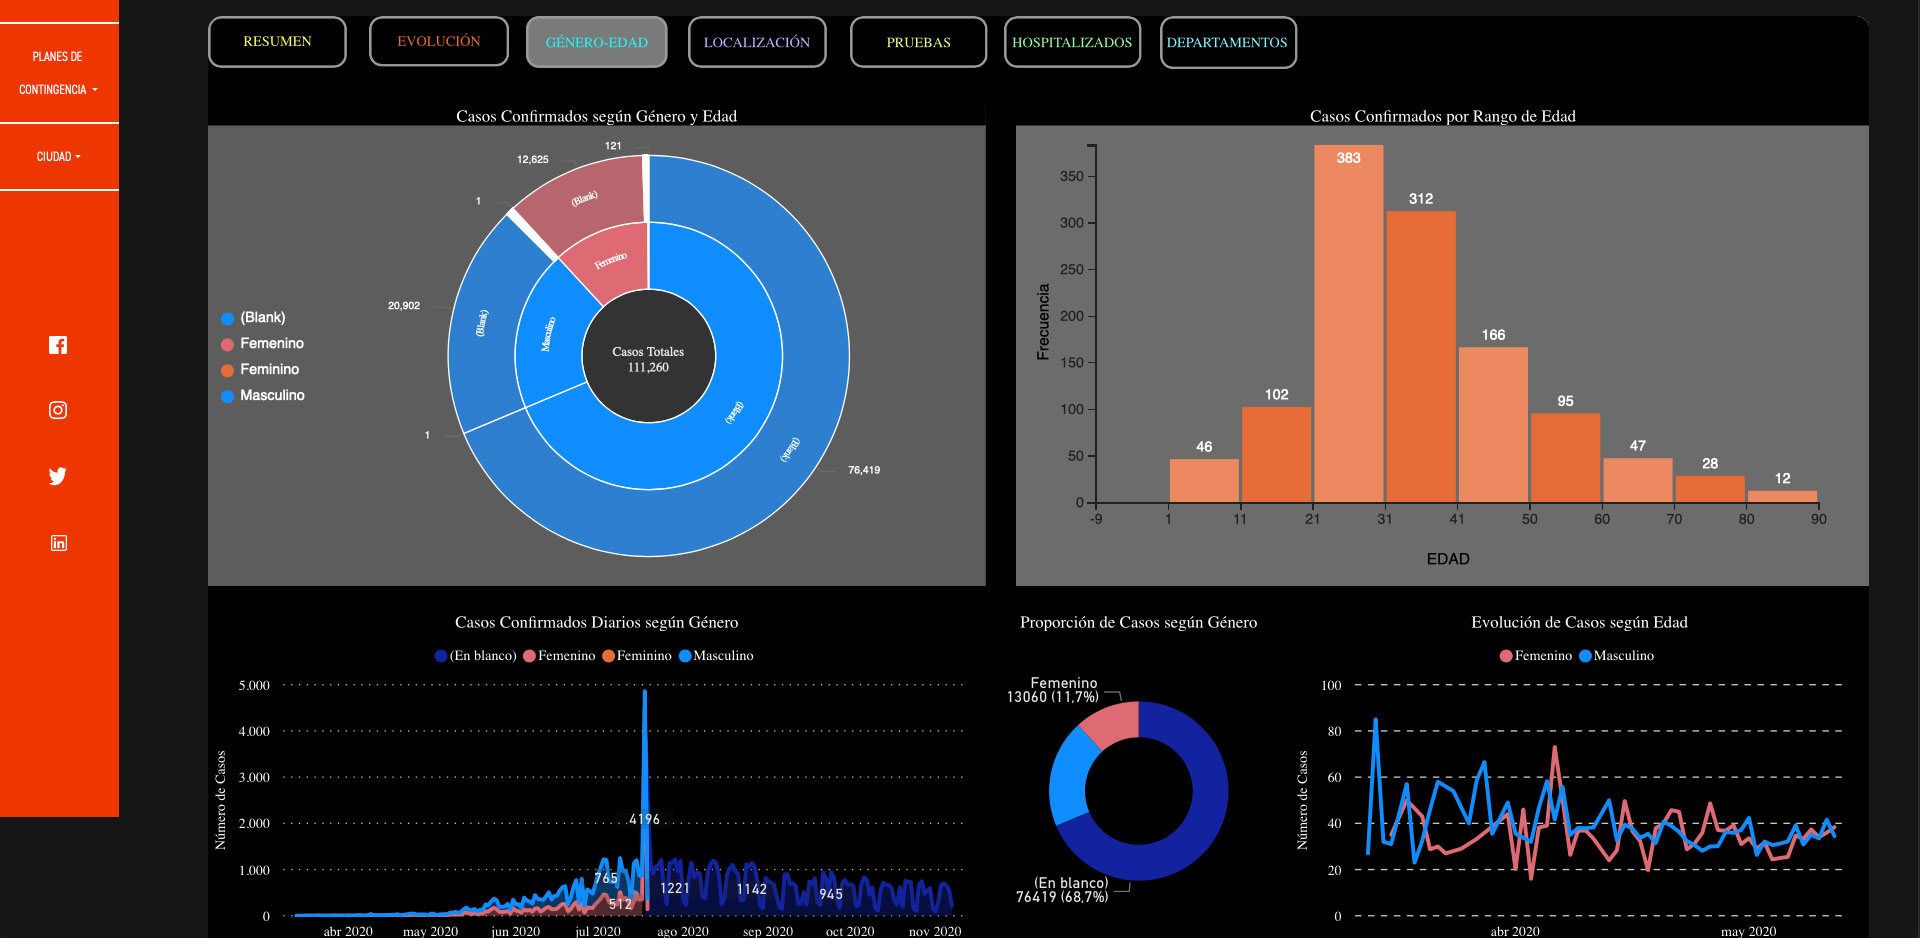 PLANES DE
CONTINGENCIA
CIUDAD
RESUMEN
EVOLUCIÓN
GÉNERO-EDAD
LOCALIZACIÓN
PRUEBAS
HOSPITALIZADOS
DEPARTAMENTOS
Casos Confirmados según Género y Edad
121
12,625
1
20,902
1
76,419
(Blank)
Femenino
(Blank)
Masculino
(Blank)
(Blank)
Casos Totales
111,260
(Blank)
Femenino
Feminino
Masculino
Casos Confirmados por Rango de Edad
Frecuencia
350
300
250
200
150
100
50
0
46
102
383
312
166
95
47
28
12
-9
1
11
21
31
41
50
60
70
80
90
EDAD
Casos Confirmados Diarios según Género
(En blanco) Femenino Feminino Masculino
Número de Casos
5.000
4.000
3.000
2.000
1.000
0
4196
765
512
1221
1142
945
abr 2020
may 2020
jun 2020
jul 2020
ago 2020
sep 2020
oct 2020
nov 2020
Proporción de Casos según Género
Femenino
13060 (11,7%)
(En blanco)
76419 (68,7%)
Evolución de Casos según Edad
Femenino Masculino
Número de Casos
100
80
60
40
20
0
abr 2020
may 2020